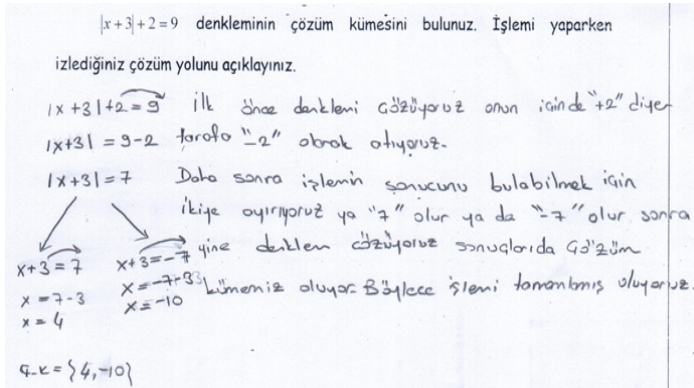 |x+3|+2=9 denkleminin çözüm kümesini bulunuz. İşlemi yaparken
izlediğiniz çözüm yolunu açıklayınız.
|x+3|+2=9 İlk önce denklemi çözüyoruz onun içinde "+2" diğer
|x+3| = 9-2 tarafa "-2" olarak atıyoruz.
|x+3| = 7 Daha sonra işlemin sonucunu bulabilmek için
ikiye ayırıyoruz ya "7" olur ya da "-7" olur sonra
x+3=7 x+3=-7 yine denklem çözüyoruz sonuçlarıda çözüm
x=7-3 x=-7-3 kümemiz oluyor. Böylece işlemi tamamlamış oluyoruz.
x=4 x=-10
Ç.K={4,-10}